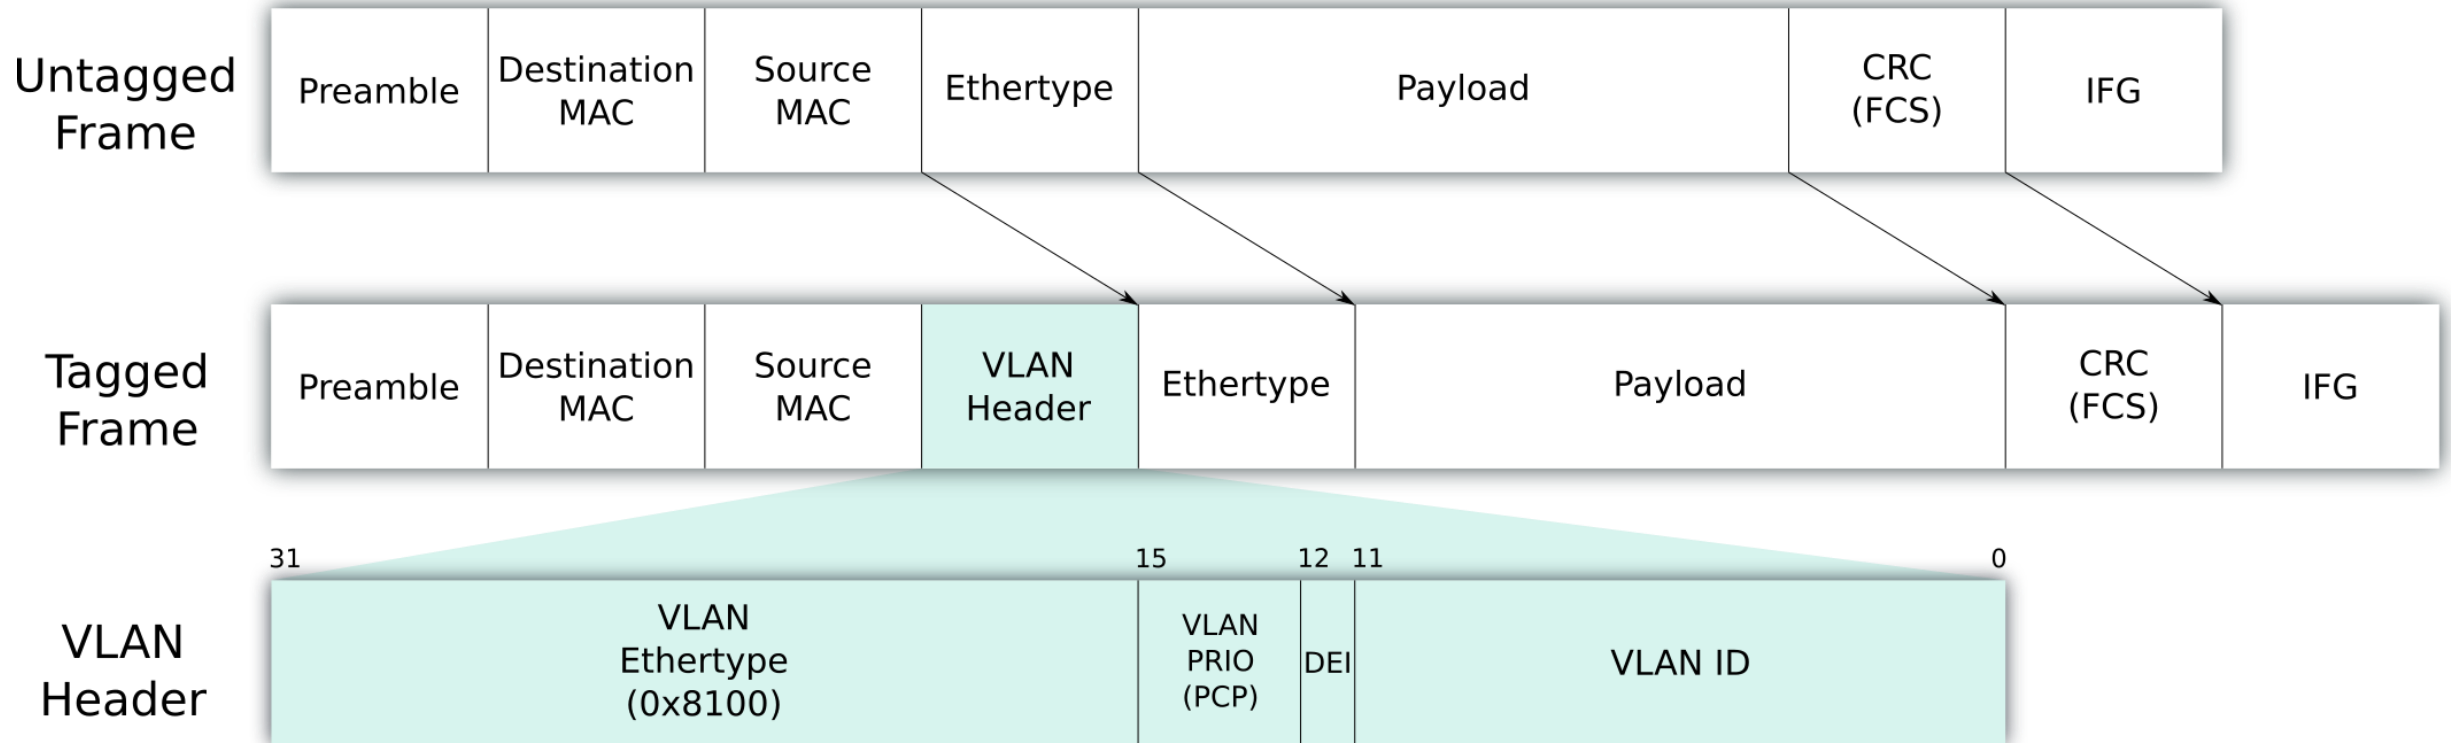 Untagged
Frame
Preamble
Destination
MAC
Source
MAC
Ethertype
Payload
CRC
(FCS)
IFG
Tagged
Frame
Preamble
Destination
MAC
Source
MAC
VLAN
Header
Ethertype
Payload
CRC
(FCS)
IFG
31
15
12
11
0
VLAN
Header
VLAN
Ethertype
(0x8100)
VLAN
PRIO
(PCP)
DEI
VLAN ID